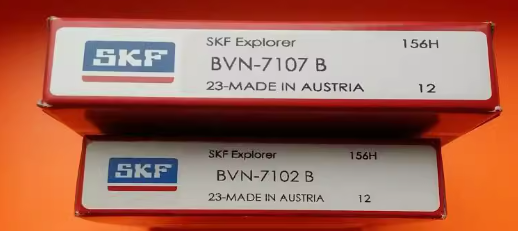 SKF
SKF Explorer 156H
BVN-7107 B
23-MADE IN AUSTRIA 12
SKF
SKF Explorer 156H
BVN-7102 B
23-MADE IN AUSTRIA 12